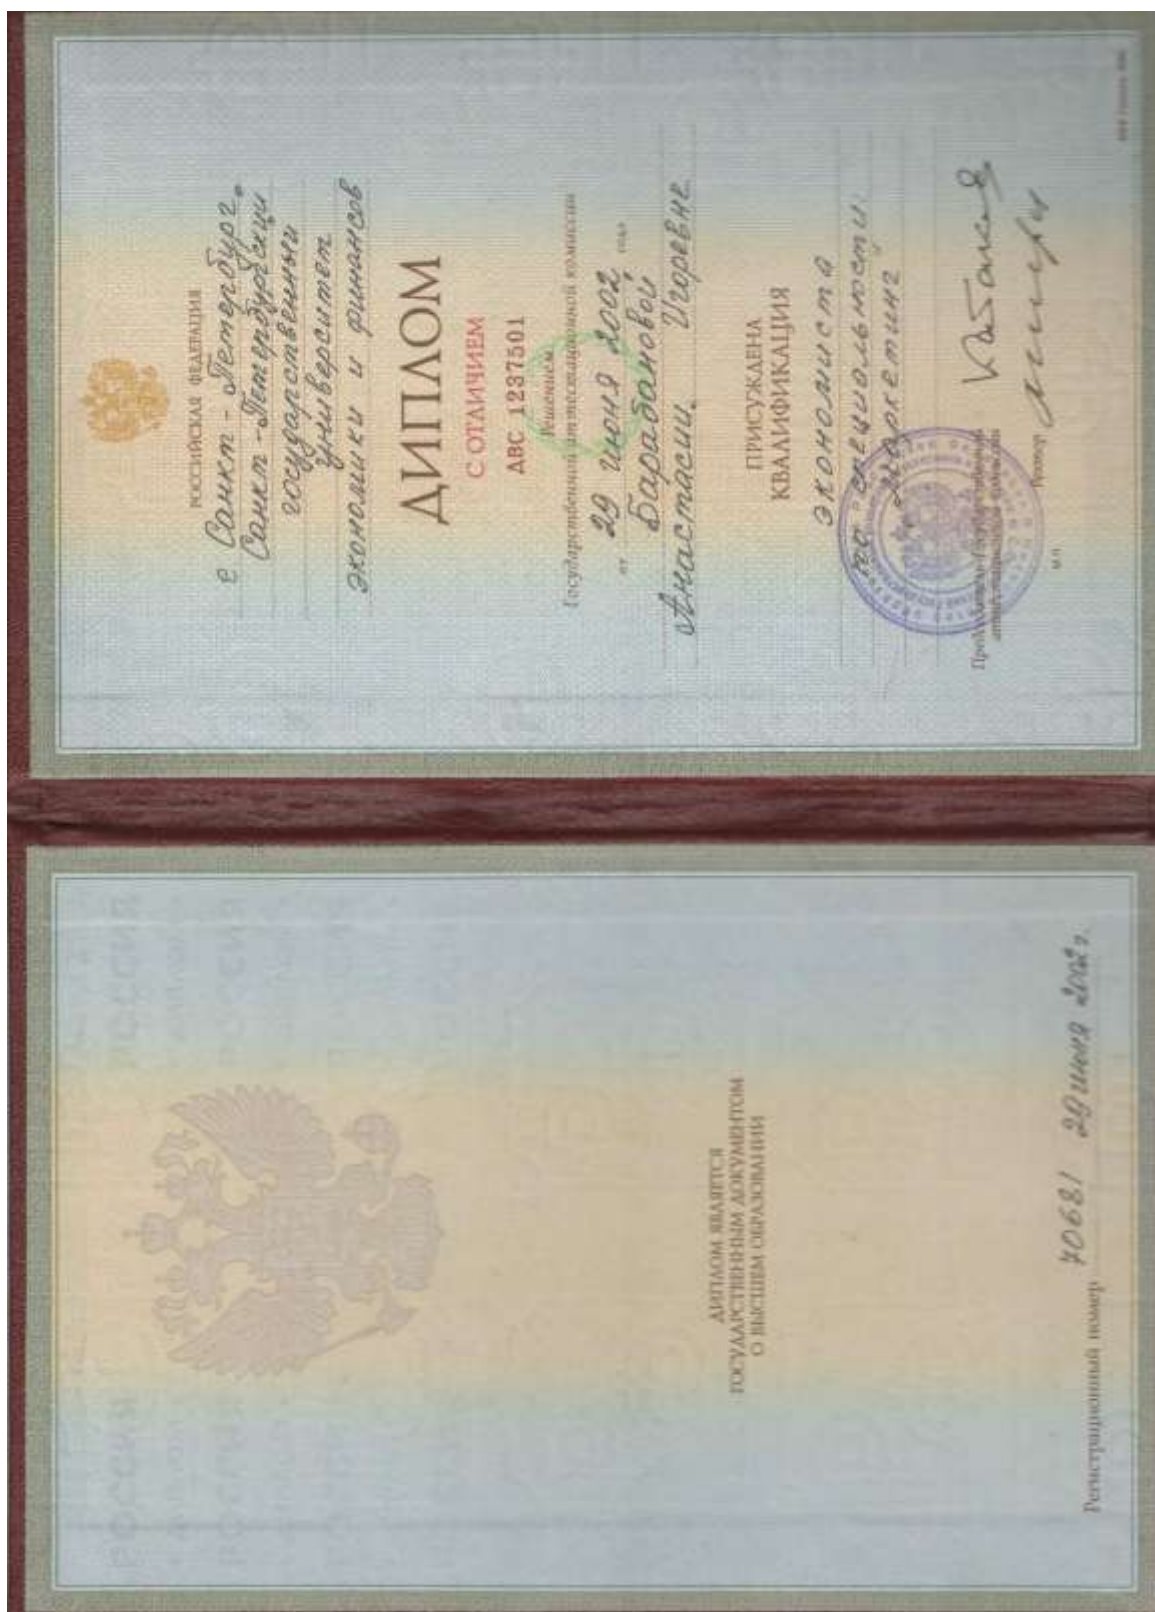 ДИПЛОМ ЯВЛЯЕТСЯ
ГОСУДАРСТВЕННЫМ ДОКУМЕНТОМ
О ВЫСШЕМ ОБРАЗОВАНИИ
Регистрационный номер 70681 29 июня 2002 г.
РОССИЙСКАЯ ФЕДЕРАЦИЯ
г Санкт-Петербург.
Санкт-Петербургский
государственный
университет
экономики и финансов
ДИПЛОМ
С ОТЛИЧИЕМ
АВС 1237501
Решением
Государственной аттестационной комиссии
от 29 июня 2002 года
Барабановой
Анастасии Игоревне
ПРИСУЖДЕНА
КВАЛИФИКАЦИЯ
экономиста
по специальности
маркетинг
Председатель Государственной
аттестационной комиссии
М.П. Ректор